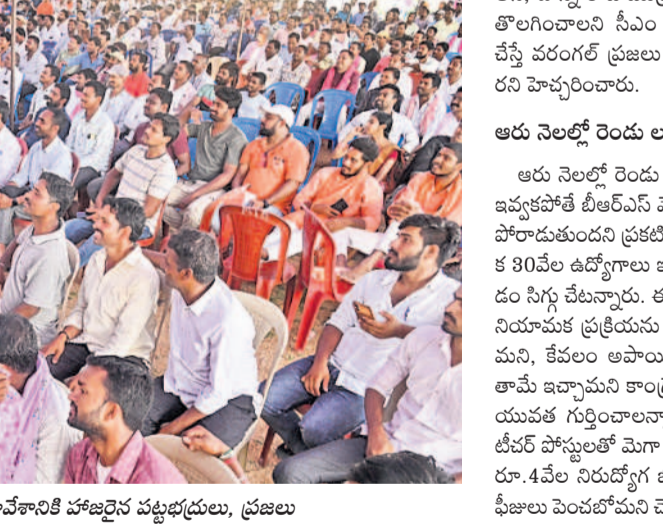 తొలగించాలని సీఎం
చేస్తే వరంగల్ ప్రజలు
రని హెచ్చరించారు.
ఆరు నెలల్లో రెండు ల
ఆరు నెలల్లో రెండు
ఇవ్వకపోతే బీఆర్ఎస్
పోరాడుతుందని ప్రకటి
క 30వేల ఉద్యోగాలు ఇ
డం సిగ్గు చేటన్నారు. ఈ
నియామక ప్రక్రియను
మని, కేవలం అపాయి
తామే ఇచ్చామని కాంగ్రె
యువత గుర్తించాలన్నా
టీచర్ పోస్టులతో మెగా
రూ.4వేల నిరుద్యోగ
ఫీజులు పెంచబోమని చె
వేశానికి హాజరైన పట్టభద్రులు, ప్రజలు